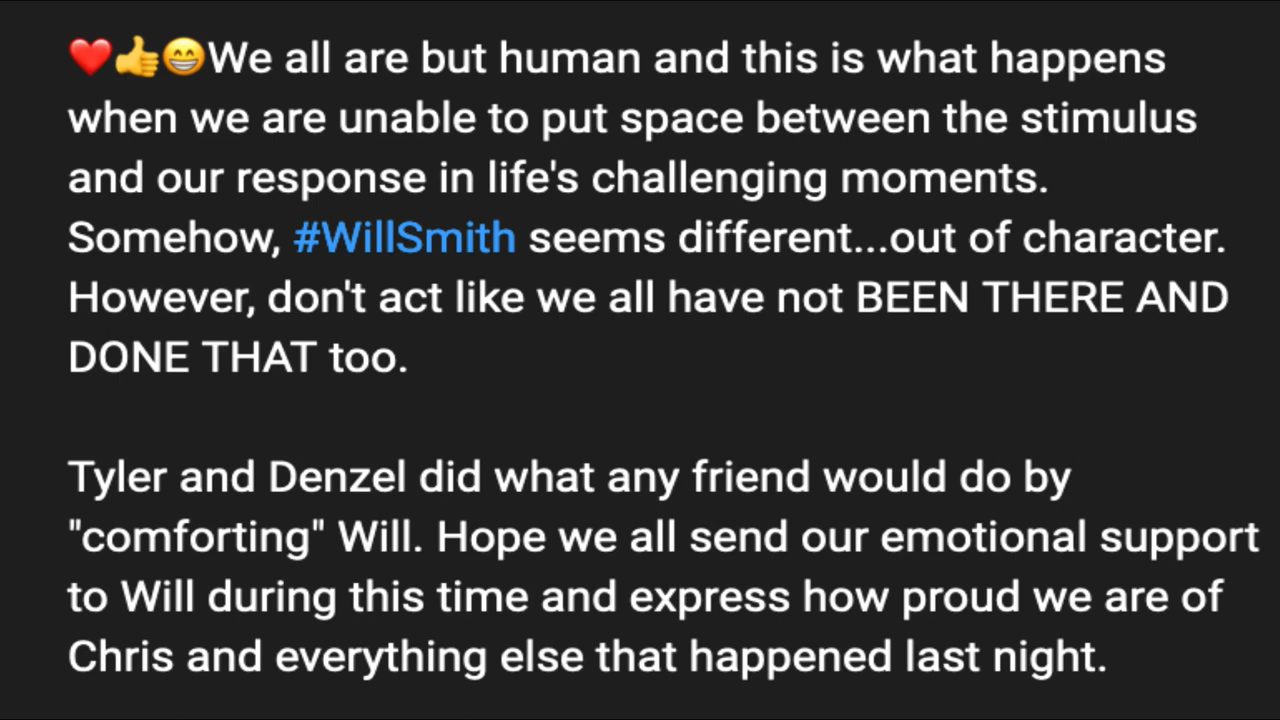 ❤️👍😁We all are but human and this is what happens
when we are unable to put space between the stimulus
and our response in life's challenging moments.
Somehow, #WillSmith seems different...out of character.
However, don't act like we all have not BEEN THERE AND
DONE THAT too.
Tyler and Denzel did what any friend would do by
"comforting" Will. Hope we all send our emotional support
to Will during this time and express how proud we are of
Chris and everything else that happened last night.